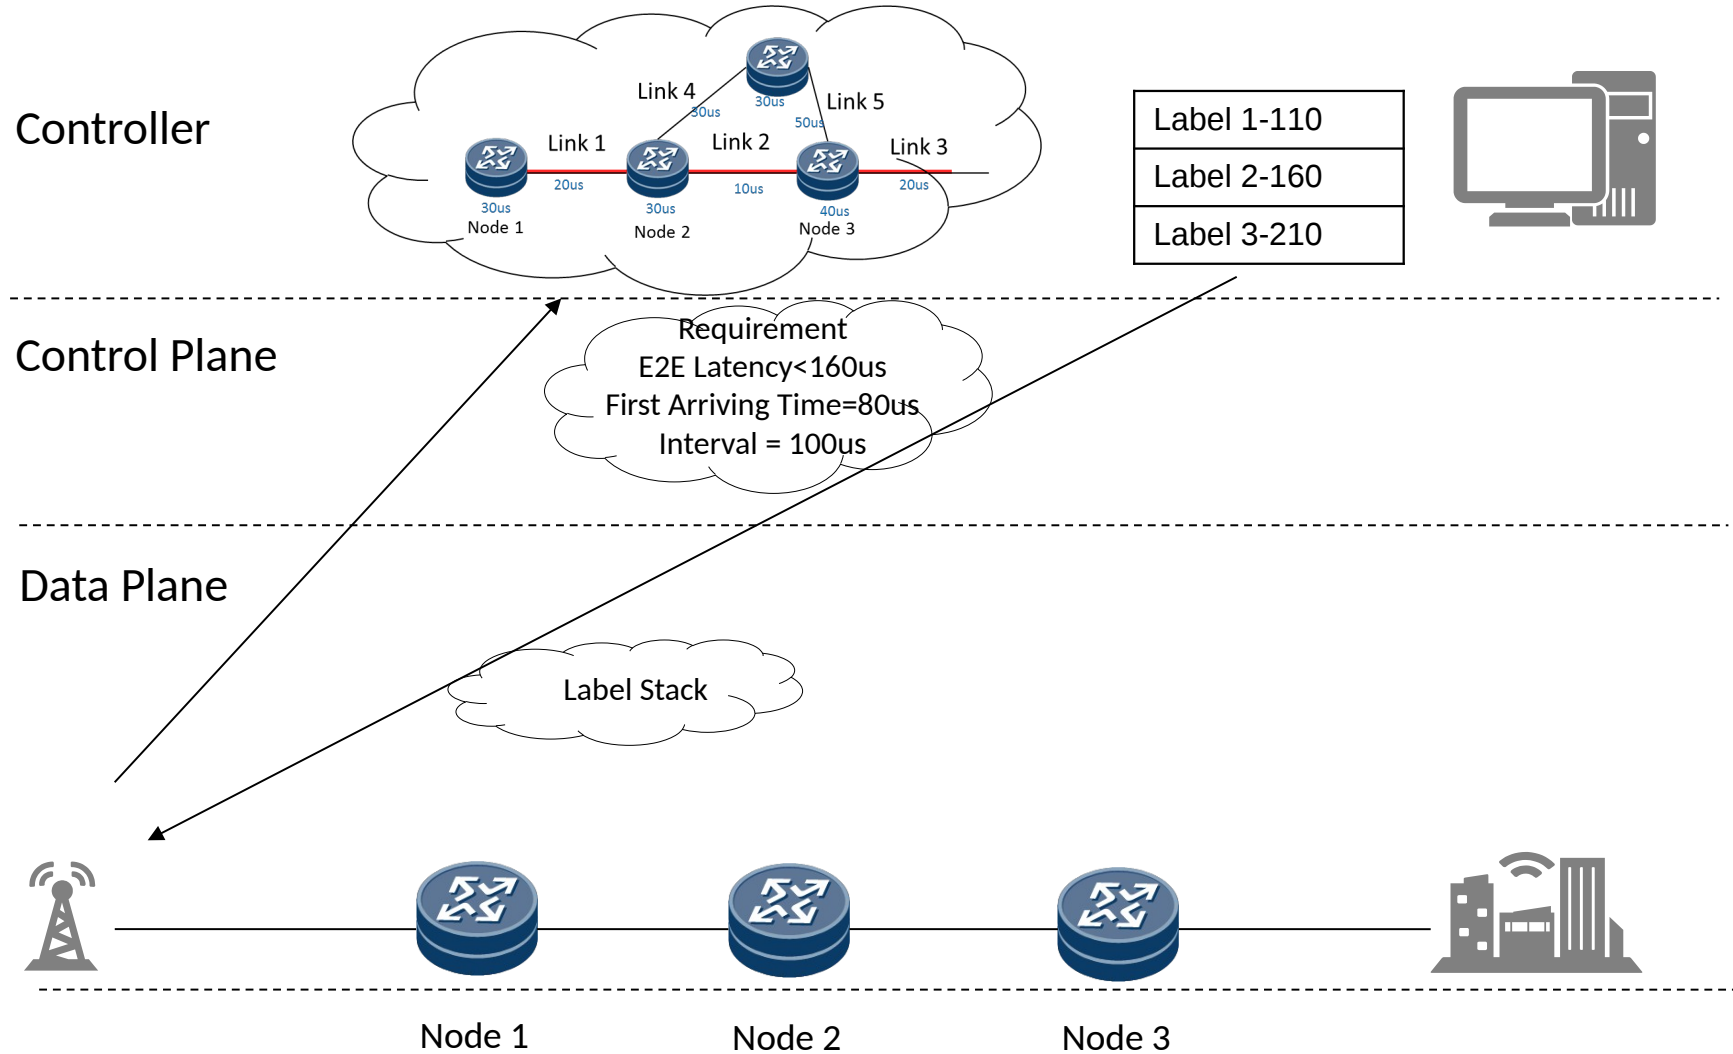 Controller
Link 4
30us
30us
Link 5
50us
Link 1
Link 2
Link 3
20us
10us
20us
30us
30us
40us
Node 1
Node 2
Node 3
Label 1-110
Label 2-160
Label 3-210
Control Plane
Requirement
E2E Latency<160us
First Arriving Time=80us
Interval = 100us
Data Plane
Label Stack
Node 1
Node 2
Node 3